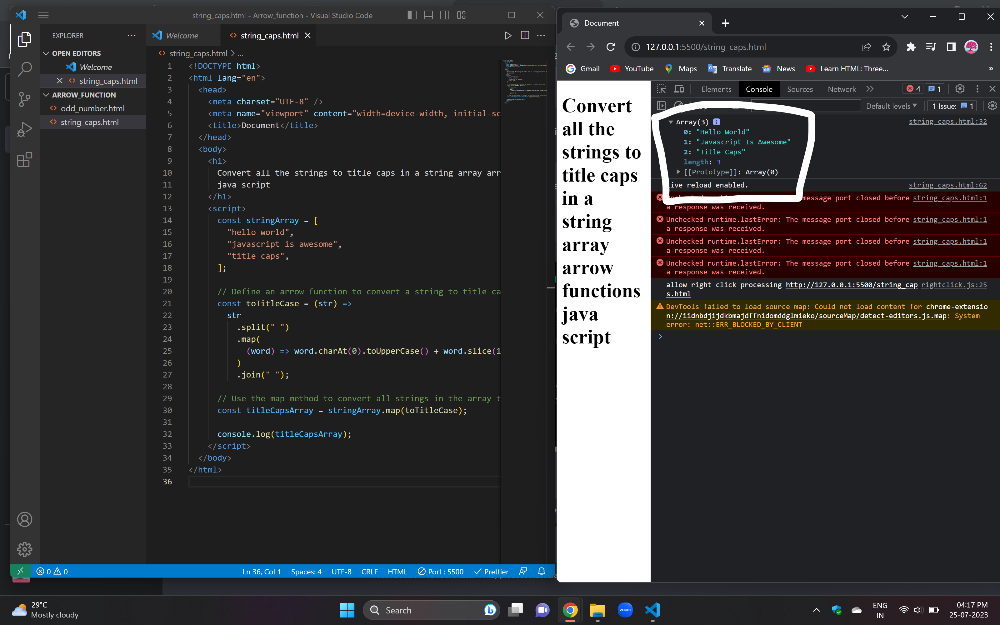 string_caps.html - Arrow_function - Visual Studio Code
EXPLORER
OPEN EDITORS
Welcome
string_caps.html
ARROW_FUNCTION
odd_number.html
string_caps.html
Welcome
string_caps.html
string_caps.html > ...
1 <!DOCTYPE html>
2 <html lang="en">
3 <head>
4 <meta charset="UTF-8" />
5 <meta name="viewport" content="width=device-width, initial-sc
6 <title>Document</title>
7 </head>
8 <body>
9 <h1>
10 Convert all the strings to title caps in a string array arr
11 java script
12 </h1>
13 <script>
14 const stringArray = [
15 "hello world",
16 "javascript is awesome",
17 "title caps",
18 ];
19
20 // Define an arrow function to convert a string to title ca
21 const toTitleCase = (str) =>
22 str
23 .split(" ")
24 .map(
25 (word) => word.charAt(0).toUpperCase() + word.slice(1
26 )
27 .join(" ");
28
29 // Use the map method to convert all strings in the array t
30 const titleCapsArray = stringArray.map(toTitleCase);
31
32 console.log(titleCapsArray);
33 </script>
34 </body>
35 </html>
36
0 0
Ln 36, Col 1 Spaces: 4 UTF-8 CRLF HTML Port : 5500 Prettier
Document
127.0.0.1:5500/string_caps.html
Gmail YouTube Maps Translate News Learn HTML: Three...
Convert
all the
strings to
title caps
in a
string
array
arrow
functions
java
script
Elements Console Sources Network 4 1
Default levels 1 Issue: 1
Array(3) string_caps.html:32
0: "Hello World"
1: "Javascript Is Awesome"
2: "Title Caps"
length: 3
[[Prototype]]: Array(0)
Live reload enabled. string_caps.html:62
message port closed before string_caps.html:1
a response was received.
Unchecked runtime.lastError: The message port closed before string_caps.html:1
a response was received.
Unchecked runtime.lastError: The message port closed before string_caps.html:1
a response was received.
Unchecked runtime.lastError: The message port closed before string_caps.html:1
a response was received.
allow right click processing http://127.0.0.1:5500/string_cap rightclick.js:25
s.html
DevTools failed to load source map: Could not load content for chrome-extensio
n://iidnbdjijdkbmajdffnidomddglmieko/sourceMap/detect-editors.js.map: System
error: net::ERR_BLOCKED_BY_CLIENT
29°C
Mostly cloudy
Search
zoom
ENG
IN
04:17 PM
25-07-2023